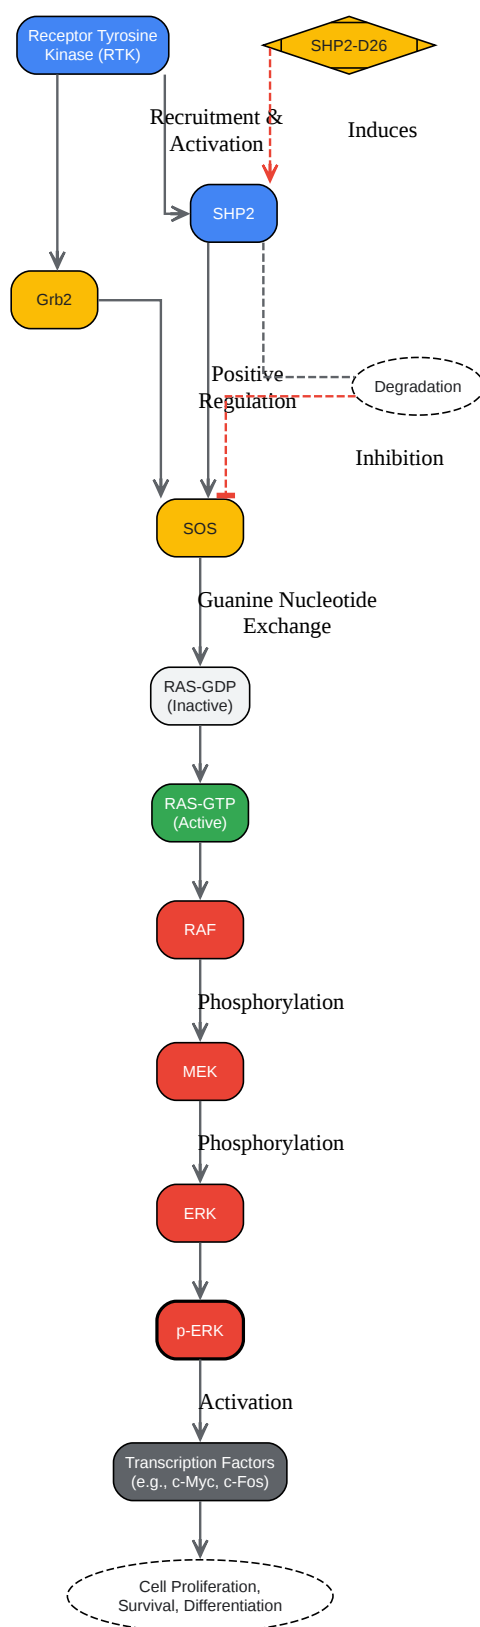 Receptor Tyrosine
Kinase (RTK)
SHP2-D26
Recruitment &
Activation
Induces
SHP2
Grb2
Positive
Regulation
Degradation
Inhibition
SOS
Guanine Nucleotide
Exchange
RAS-GDP
(Inactive)
RAS-GTP
(Active)
RAF
Phosphorylation
MEK
Phosphorylation
ERK
p-ERK
Activation
Transcription Factors
(e.g., c-Myc, c-Fos)
Cell Proliferation,
Survival, Differentiation